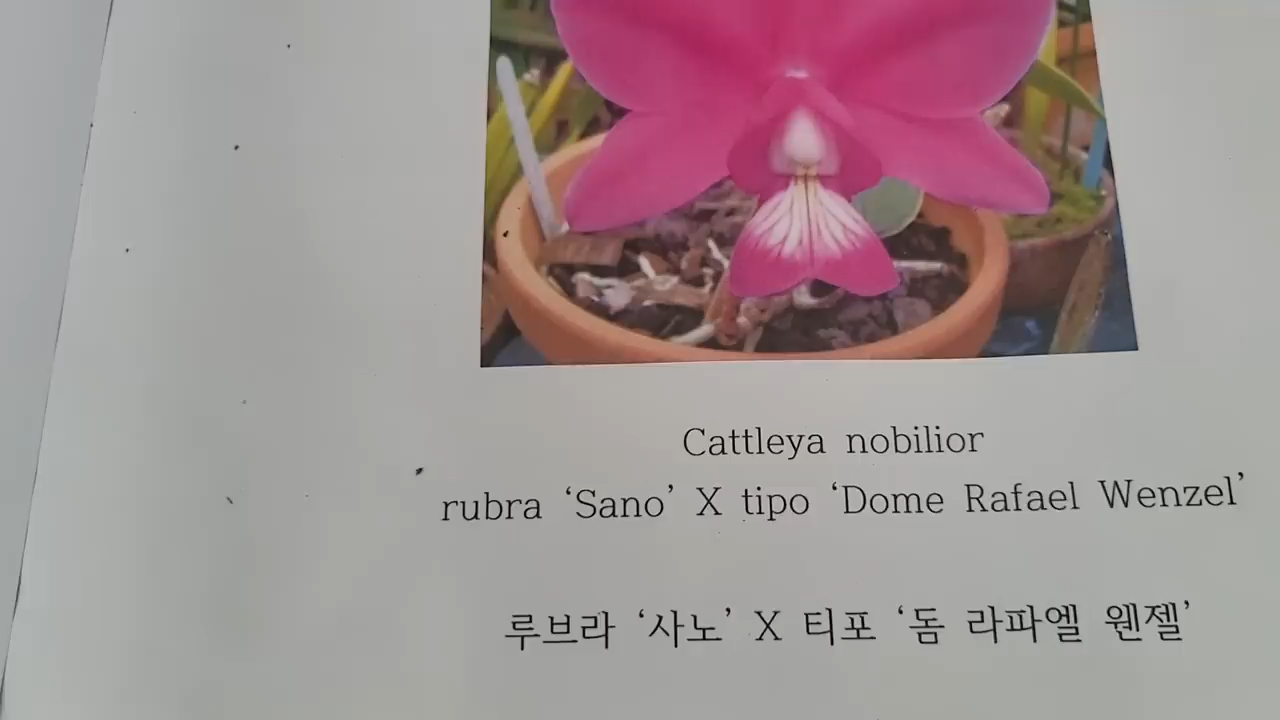 Cattleya nobilior
rubra ‘Sano’ X tipo ‘Dome Rafael Wenzel’
루브라 ‘사노’ X 티포 ‘돔 라파엘 웬젤’